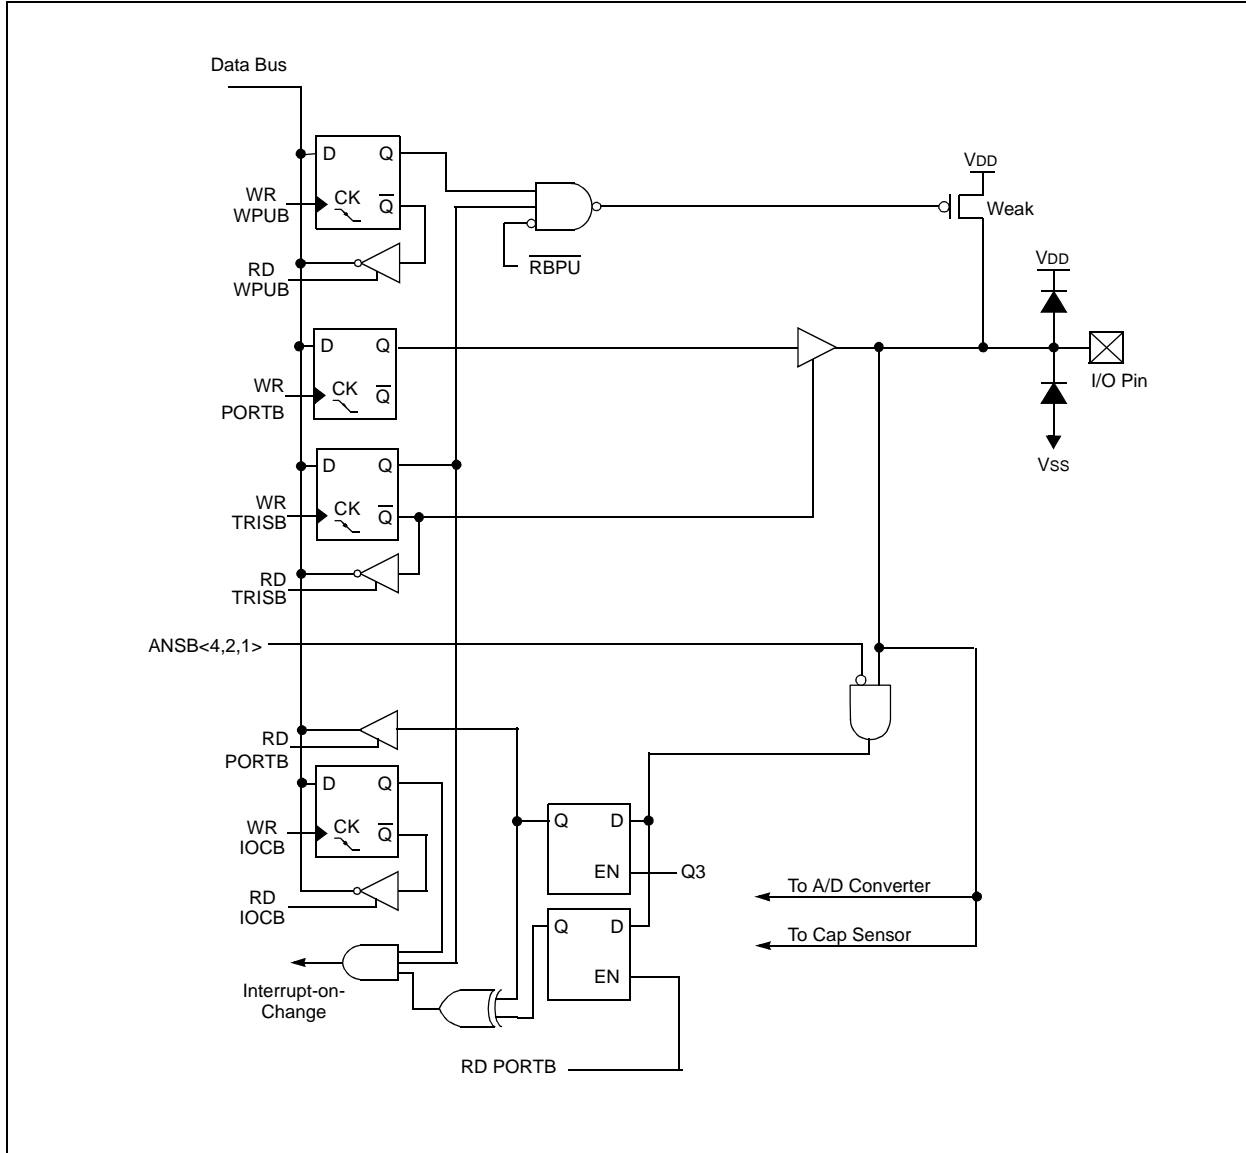 Data Bus
D Q
WR
WPUB
CK
Q̅
RD
WPUB
R̅B̅P̅U̅
VDD
Weak
VDD
I/O Pin
VSS
D Q
WR
PORTB
CK
Q̅
D Q
WR
TRISB
CK
Q̅
RD
TRISB
ANSB<4,2,1>
RD
PORTB
D Q
WR
IOCB
CK
Q̅
RD
IOCB
Q D
EN
Q3
Q D
EN
To A/D Converter
To Cap Sensor
Interrupt-on-
Change
RD PORTB